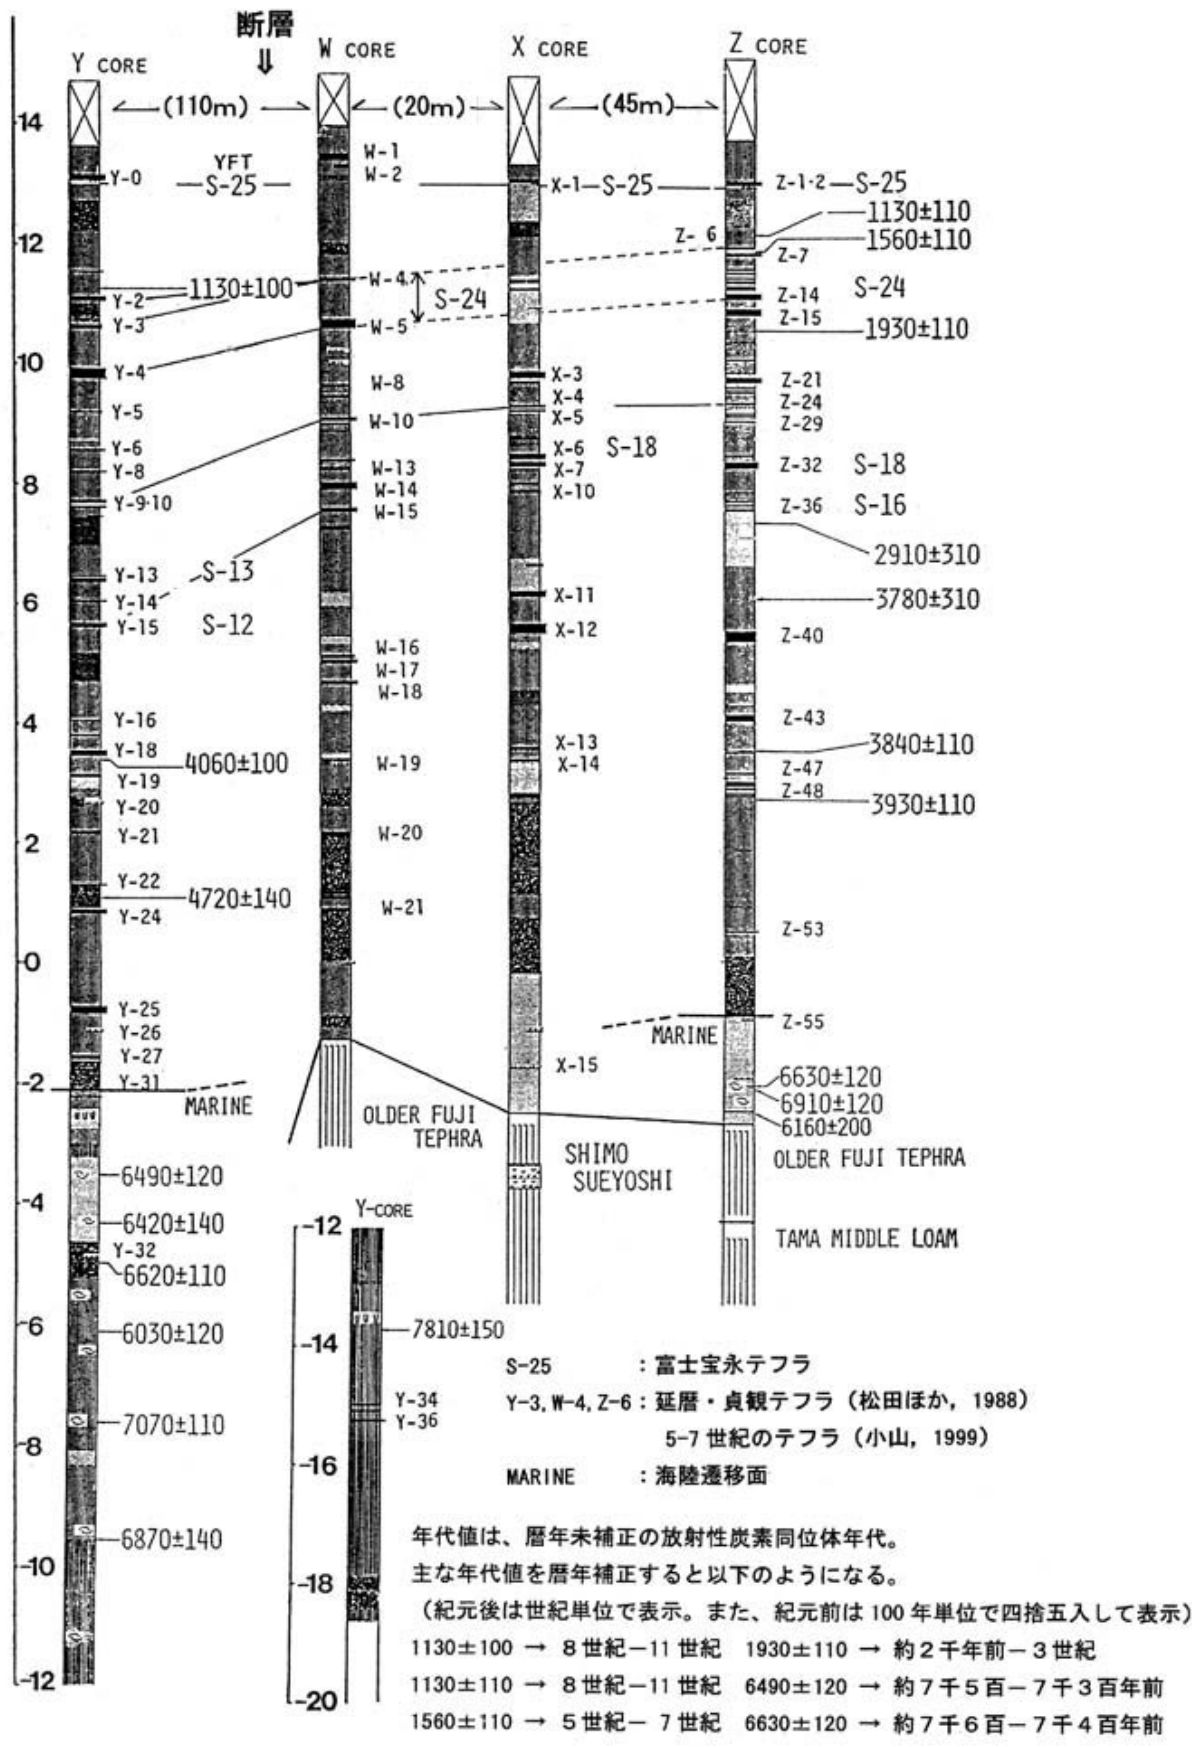 断層
⇓
Y CORE
W CORE
X CORE
Z CORE
(110m)
(20m)
(45m)
14
12
10
8
6
4
2
0
-2
-4
-6
-8
-10
-12
Y-0
YFT
S-25
1130±100
Y-2
Y-3
Y-4
Y-5
Y-6
Y-8
Y-9·10
Y-13
S-13
Y-14
Y-15
S-12
Y-16
Y-18
4060±100
Y-19
Y-20
Y-21
Y-22
4720±140
Y-24
Y-25
Y-26
Y-27
Y-31
MARINE
6490±120
6420±140
Y-32
6620±110
6030±120
7070±110
6870±140
W-1
W-2
W-4
S-24
W-5
W-8
W-10
W-13
W-14
W-15
W-16
W-17
W-18
W-19
W-20
W-21
OLDER FUJI
TEPHRA
X-1
S-25
X-3
X-4
X-5
X-6
S-18
X-7
X-10
X-11
X-12
X-13
X-14
X-15
SHIMO
SUEYOSHI
Z-1·2
S-25
1130±110
Z-6
1560±110
Z-7
Z-14
S-24
Z-15
1930±110
Z-21
Z-24
Z-29
Z-32
S-18
Z-36
S-16
2910±310
3780±310
Z-40
Z-43
3840±110
Z-47
Z-48
3930±110
Z-53
Z-55
MARINE
6630±120
6910±120
6160±200
OLDER FUJI TEPHRA
TAMA MIDDLE LOAM
Y-CORE
-12
-14
-16
-18
-20
7810±150
Y-34
Y-36
S-25 : 富士宝永テフラ
Y-3, W-4, Z-6 : 延暦・貞観テフラ（松田ほか, 1988）
5-7 世紀のテフラ（小山, 1999）
MARINE : 海陸遷移面
年代値は、暦年未補正の放射性炭素同位体年代。
主な年代値を暦年補正すると以下のようになる。
（紀元後は世紀単位で表示。また、紀元前は 100 年単位で四捨五入して表示）
1130±100 → 8 世紀－11 世紀 1930±110 → 約２千年前－３世紀
1130±110 → 8 世紀－11 世紀 6490±120 → 約７千５百－７千３百年前
1560±110 → 5 世紀－ 7 世紀 6630±120 → 約７千６百－７千４百年前